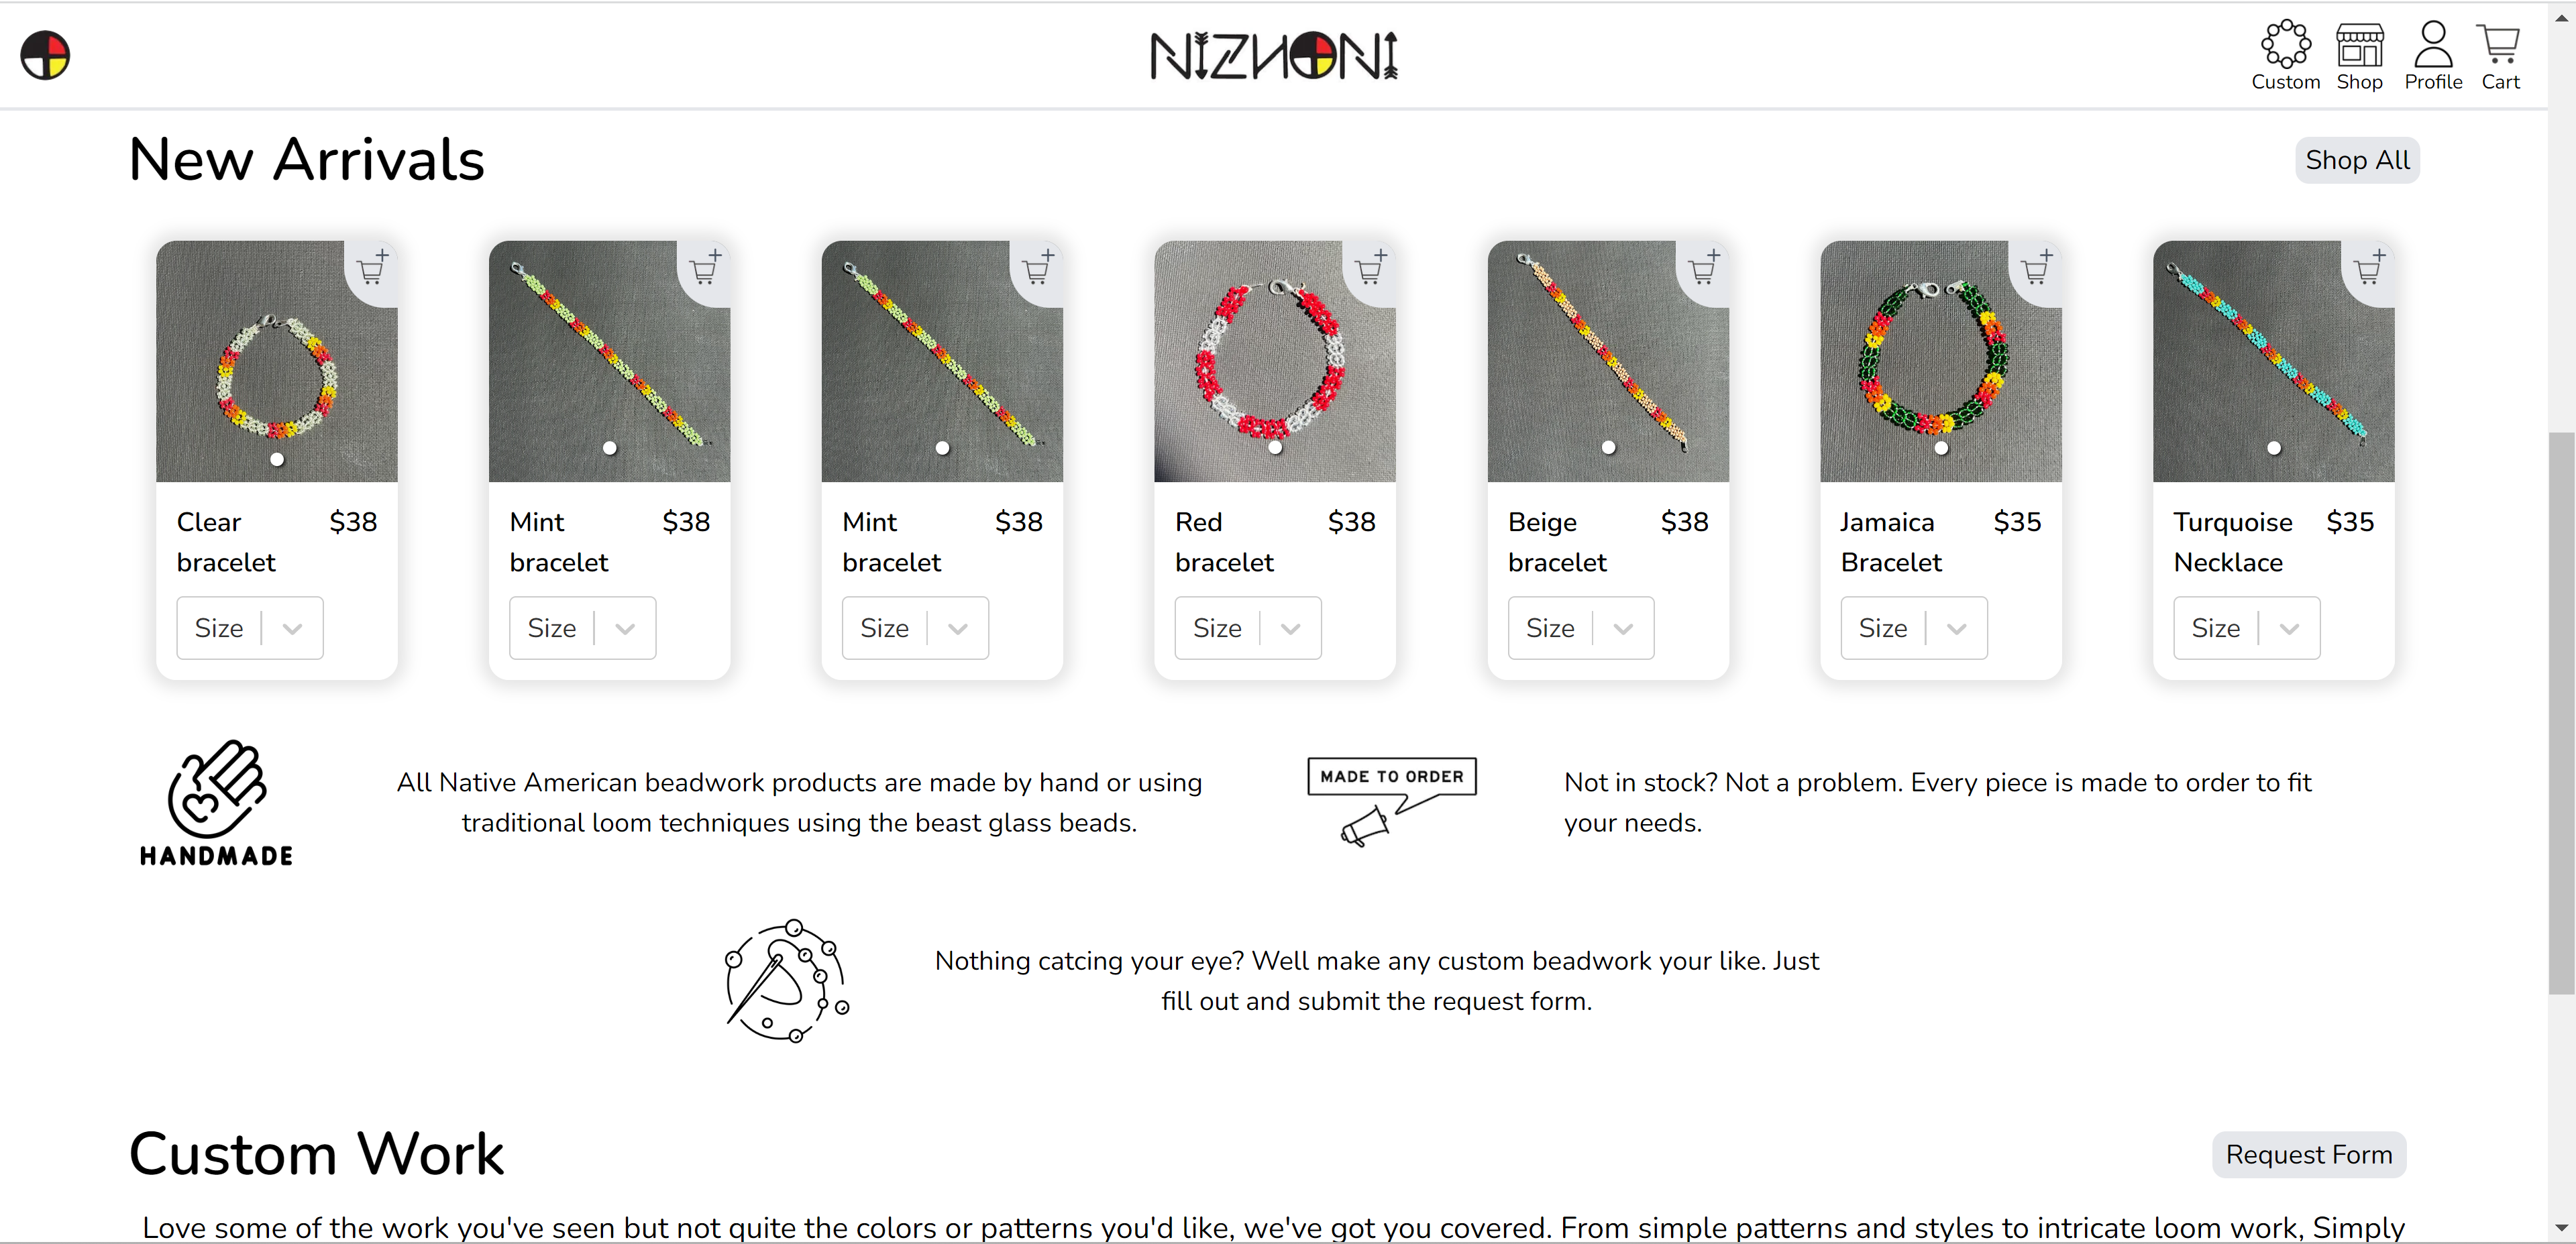 NIZHONI
Custom Shop Profile Cart
New Arrivals
Shop All
Clear $38
bracelet
Size
Mint $38
bracelet
Size
Mint $38
bracelet
Size
Red $38
bracelet
Size
Beige $38
bracelet
Size
Jamaica $35
Bracelet
Size
Turquoise $35
Necklace
Size
HANDMADE
All Native American beadwork products are made by hand or using
traditional loom techniques using the beast glass beads.
MADE TO ORDER
Not in stock? Not a problem. Every piece is made to order to fit
your needs.
Nothing catcing your eye? Well make any custom beadwork your like. Just
fill out and submit the request form.
Custom Work
Request Form
Love some of the work you've seen but not quite the colors or patterns you'd like, we've got you covered. From simple patterns and styles to intricate loom work, Simply